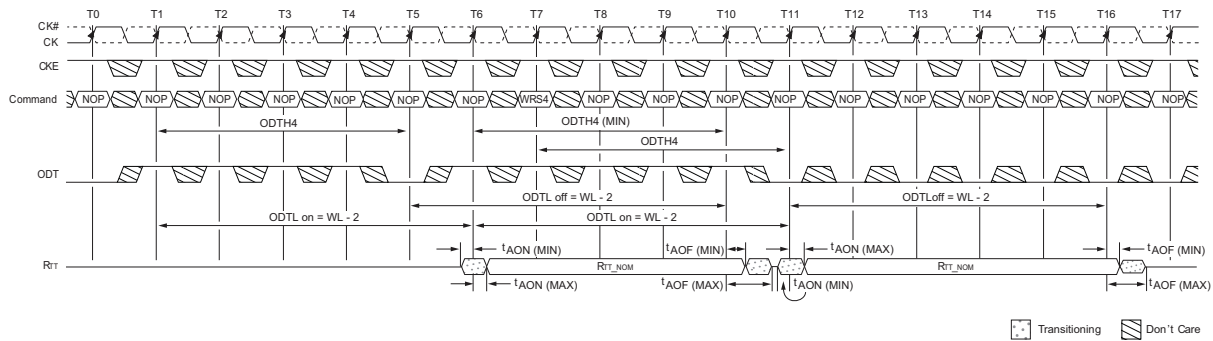 T0 T1 T2 T3 T4 T5 T6 T7 T8 T9 T10 T11 T12 T13 T14 T15 T16 T17
CK#
CK
CKE
Command NOP NOP NOP NOP NOP NOP NOP WRS4 NOP NOP NOP NOP NOP NOP NOP NOP NOP NOP
ODTH4 ODTH4 (MIN)
ODTH4
ODT
ODTL off = WL - 2 ODTLoff = WL - 2
ODTL on = WL - 2 ODTL on = WL - 2
tAON (MIN) tAOF (MIN) tAON (MAX) tAOF (MIN)
RTT RTT_NOM RTT_NOM
tAON (MAX) tAOF (MAX) tAON (MIN) tAOF (MAX)
Transitioning Don't Care